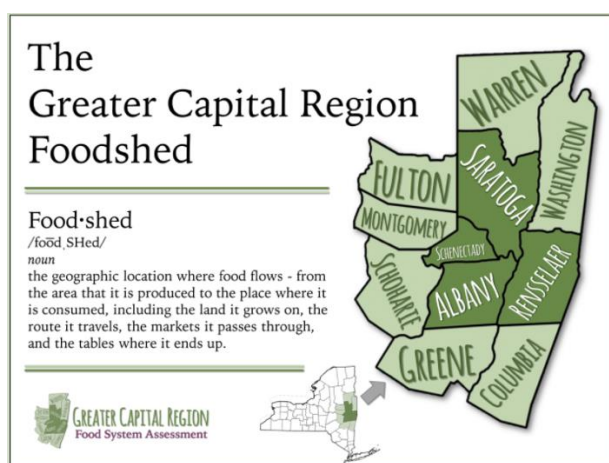 The
Greater Capital Region
Foodshed
Food•shed
/fo͞od ˌSHed/
noun
the geographic location where food flows - from
the area that it is produced to the place where it
is consumed, including the land it grows on, the
route it travels, the markets it passes through,
and the tables where it ends up.
WARREN
SARATOGA
WASHINGTON
FULTON
MONTGOMERY
SCHENECTADY
SCHOHARIE
ALBANY
RENSSELAER
GREENE
COLUMBIA
GREATER CAPITAL REGION
Food System Assessment